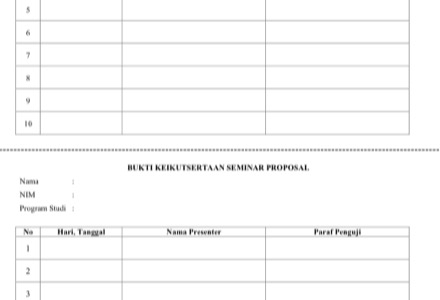 5
6
7
8
9
10
BUKTI KEIKUTSERTAAN SEMINAR PROPOSAL
Nama :
NIM :
Program Studi :
No Hari, Tanggal Nama Presenter Paraf Penguji
1
2
3